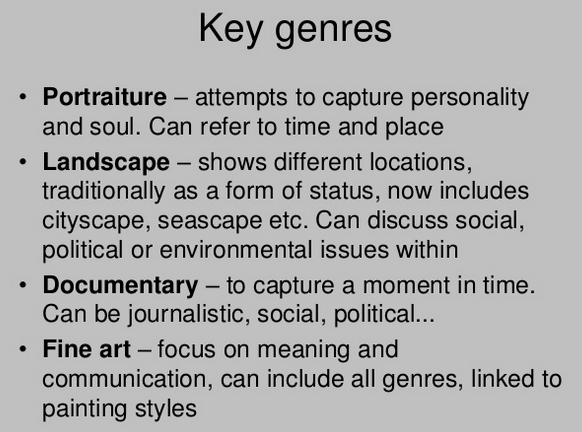 Key genres
• Portraiture – attempts to capture personality
and soul. Can refer to time and place
• Landscape – shows different locations,
traditionally as a form of status, now includes
cityscape, seascape etc. Can discuss social,
political or environmental issues within
• Documentary – to capture a moment in time.
Can be journalistic, social, political...
• Fine art – focus on meaning and
communication, can include all genres, linked to
painting styles